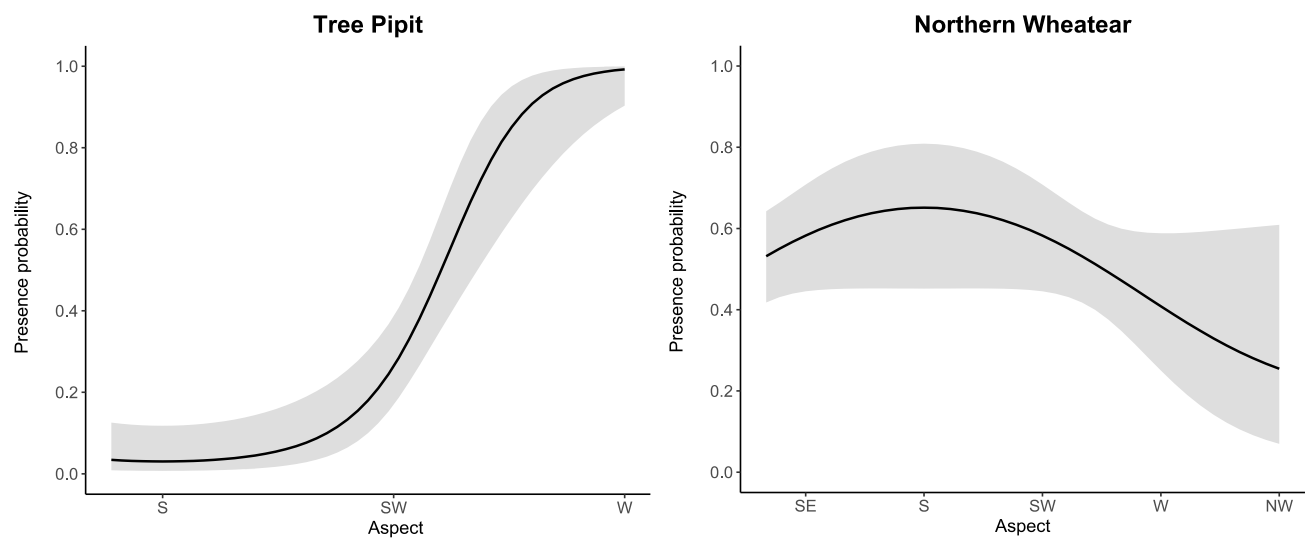 Tree Pipit
Presence probability
1.0
0.8
0.6
0.4
0.2
0.0
S SW W
Aspect
Northern Wheatear
Presence probability
1.0
0.8
0.6
0.4
0.2
0.0
SE S SW W NW
Aspect